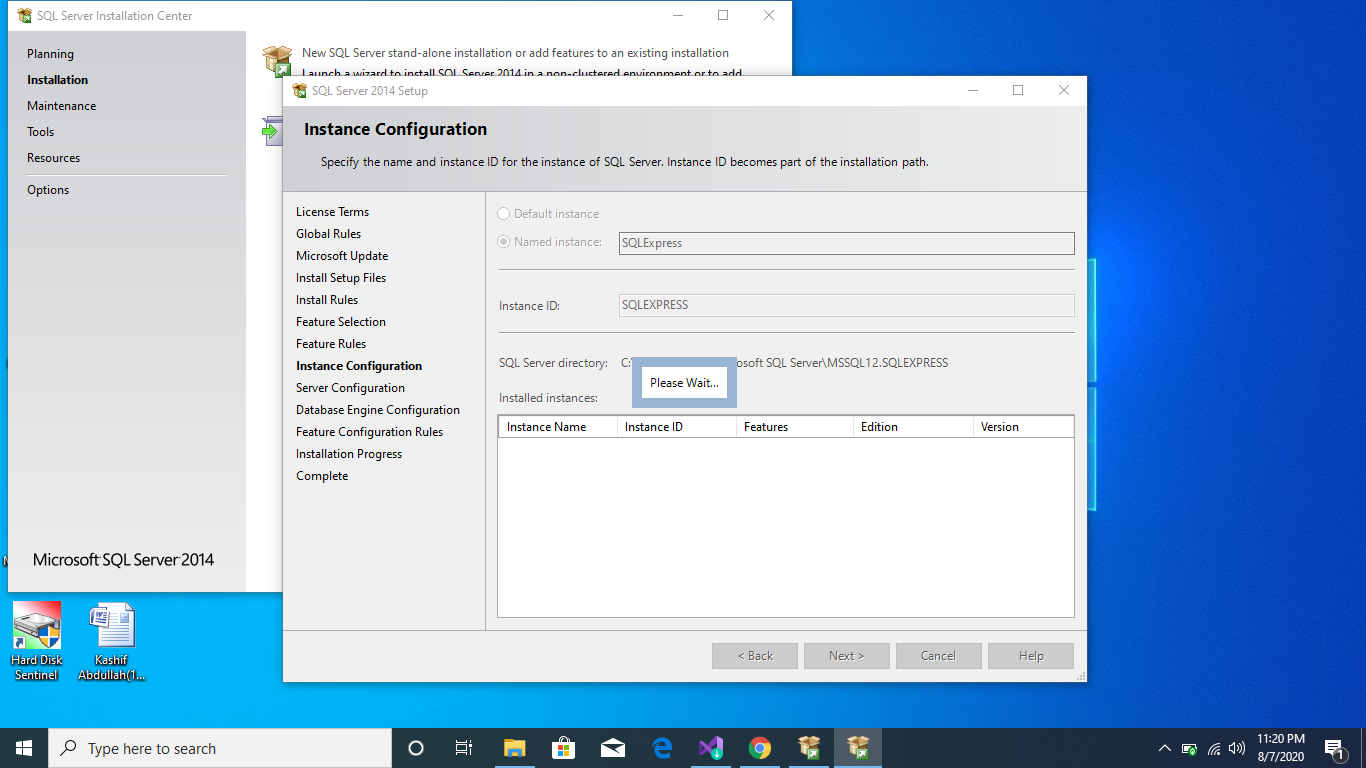 SQL Server Installation Center
Planning
Installation
Maintenance
Tools
Resources
Options
Microsoft SQL Server 2014
New SQL Server stand-alone installation or add features to an existing installation
Launch a wizard to install SQL Server 2014 in a non-clustered environment or to add
SQL Server 2014 Setup
Instance Configuration
Specify the name and instance ID for the instance of SQL Server. Instance ID becomes part of the installation path.
License Terms
Global Rules
Microsoft Update
Install Setup Files
Install Rules
Feature Selection
Feature Rules
Instance Configuration
Server Configuration
Database Engine Configuration
Feature Configuration Rules
Installation Progress
Complete
Default instance
Named instance: SQLExpress
Instance ID: SQLEXPRESS
SQL Server directory: C:\ osoft SQL Server\MSSQL12.SQLEXPRESS
Please Wait...
Installed instances:
Instance Name Instance ID Features Edition Version
< Back Next > Cancel Help
Hard Disk
Sentinel
Kashif
Abdullah(1...
Type here to search
11:20 PM
8/7/2020
1